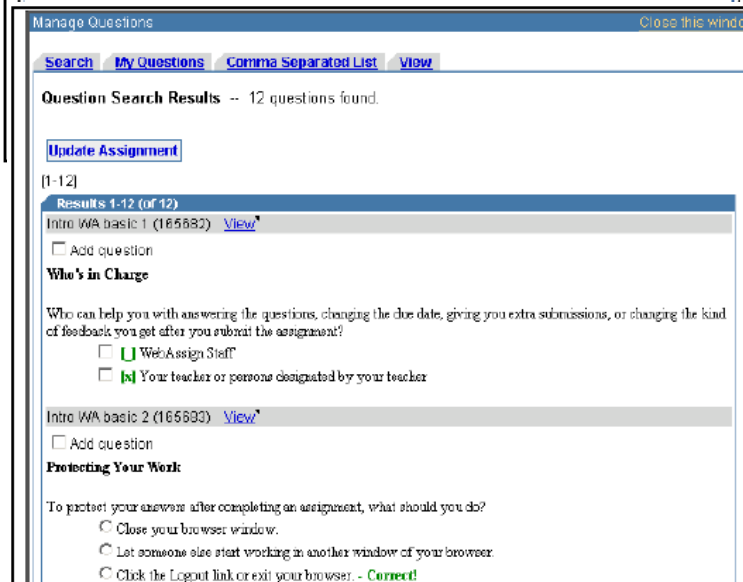 Manage Questions Close this windo
Search My Questions Comma Separated List View
Question Search Results -- 12 questions found.
Update Assignment
[1-12]
Results 1-12 (of 12)
Intro WA basic 1 (165682) View
Add question
Who's in Charge
Who can help you with answering the questions, changing the due date, giving you extra submissions, or changing the kind
of feedback you get after you submit the assignment?
[_] WebAssign Staff
[x] Your teacher or persons designated by your teacher
Intro WA basic 2 (165683) View
Add question
Protecting Your Work
To protect your answers after completing an assignment, what should you do?
Close your browser window.
Let someone else start working in another window of your browser.
Click the Logout link or exit your browser. - Correct!